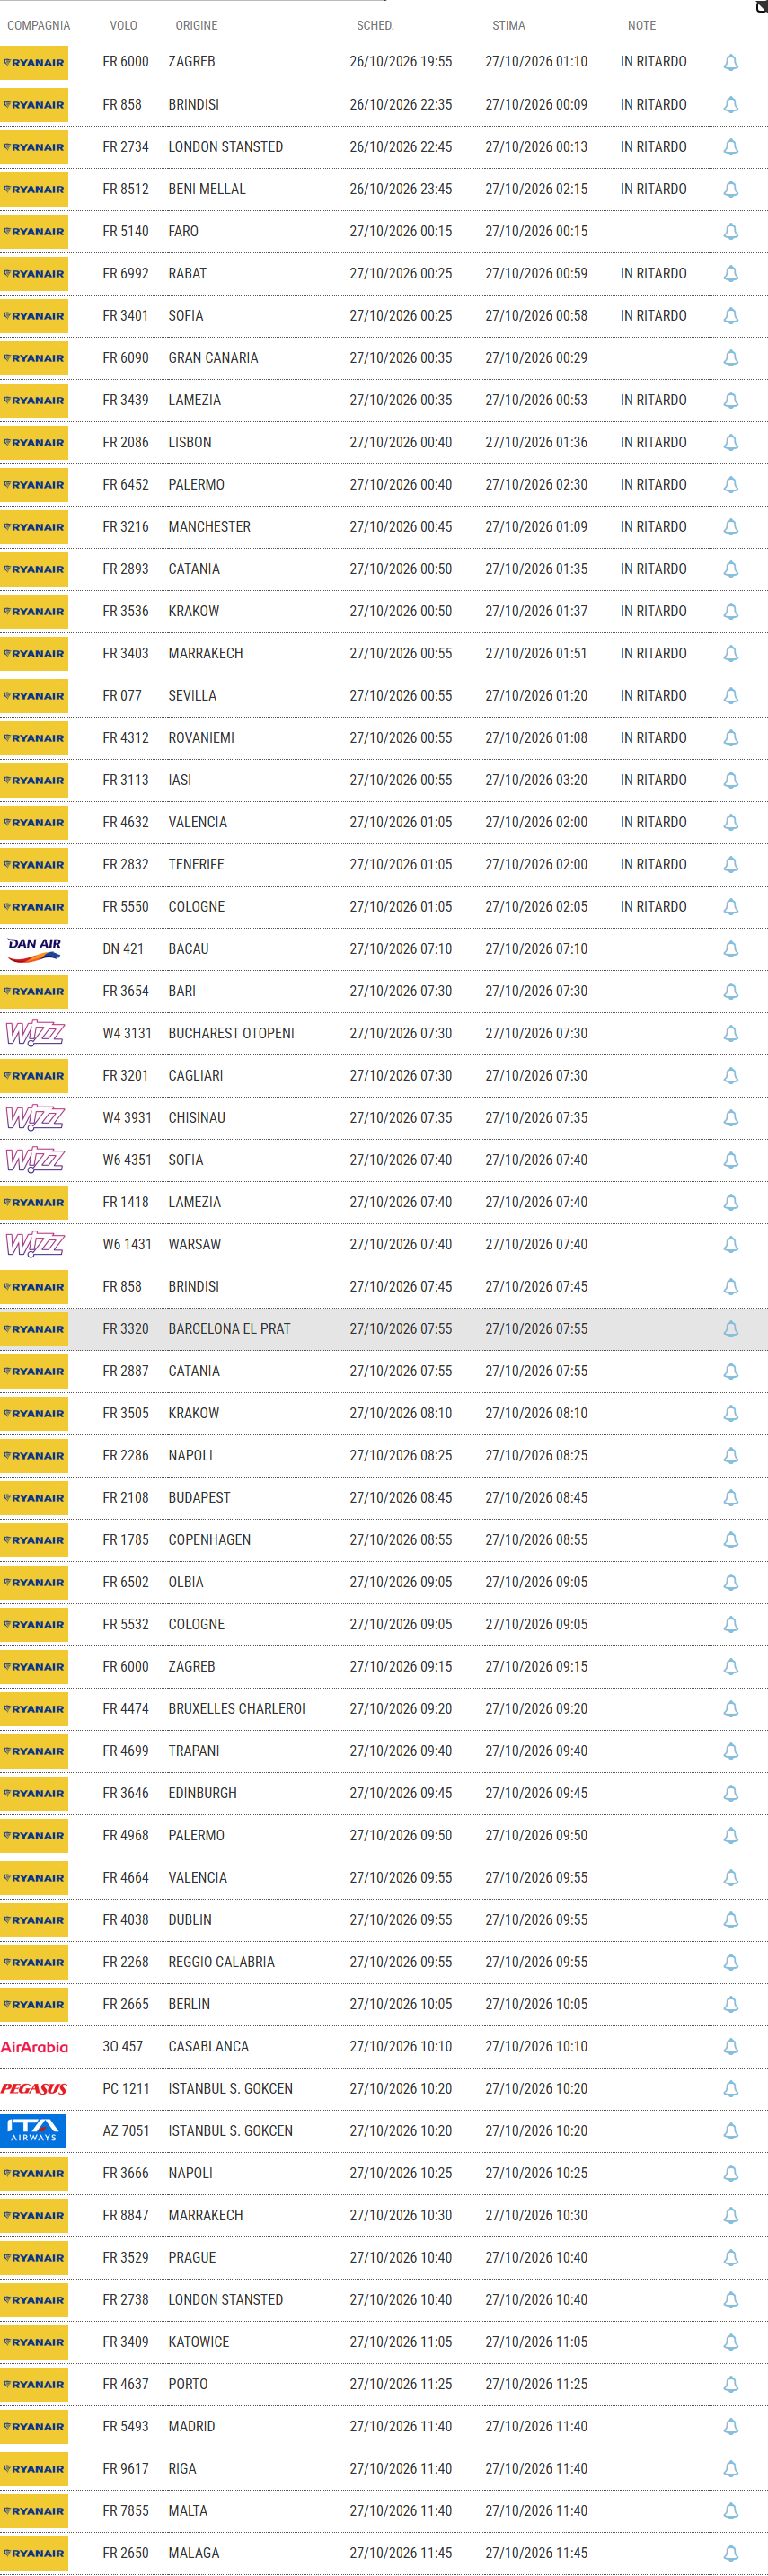 COMPAGNIA VOLO ORIGINE SCHED. STIMA NOTE
RYANAIR FR 6000 ZAGREB 26/10/2026 19:55 27/10/2026 01:10 IN RITARDO
RYANAIR FR 858 BRINDISI 26/10/2026 22:35 27/10/2026 00:09 IN RITARDO
RYANAIR FR 2734 LONDON STANSTED 26/10/2026 22:45 27/10/2026 00:13 IN RITARDO
RYANAIR FR 8512 BENI MELLAL 26/10/2026 23:45 27/10/2026 02:15 IN RITARDO
RYANAIR FR 5140 FARO 27/10/2026 00:15 27/10/2026 00:15
RYANAIR FR 6992 RABAT 27/10/2026 00:25 27/10/2026 00:59 IN RITARDO
RYANAIR FR 3401 SOFIA 27/10/2026 00:25 27/10/2026 00:58 IN RITARDO
RYANAIR FR 6090 GRAN CANARIA 27/10/2026 00:35 27/10/2026 00:29
RYANAIR FR 3439 LAMEZIA 27/10/2026 00:35 27/10/2026 00:53 IN RITARDO
RYANAIR FR 2086 LISBON 27/10/2026 00:40 27/10/2026 01:36 IN RITARDO
RYANAIR FR 6452 PALERMO 27/10/2026 00:40 27/10/2026 02:30 IN RITARDO
RYANAIR FR 3216 MANCHESTER 27/10/2026 00:45 27/10/2026 01:09 IN RITARDO
RYANAIR FR 2893 CATANIA 27/10/2026 00:50 27/10/2026 01:35 IN RITARDO
RYANAIR FR 3536 KRAKOW 27/10/2026 00:50 27/10/2026 01:37 IN RITARDO
RYANAIR FR 3403 MARRAKECH 27/10/2026 00:55 27/10/2026 01:51 IN RITARDO
RYANAIR FR 077 SEVILLA 27/10/2026 00:55 27/10/2026 01:20 IN RITARDO
RYANAIR FR 4312 ROVANIEMI 27/10/2026 00:55 27/10/2026 01:08 IN RITARDO
RYANAIR FR 3113 IASI 27/10/2026 00:55 27/10/2026 03:20 IN RITARDO
RYANAIR FR 4632 VALENCIA 27/10/2026 01:05 27/10/2026 02:00 IN RITARDO
RYANAIR FR 2832 TENERIFE 27/10/2026 01:05 27/10/2026 02:00 IN RITARDO
RYANAIR FR 5550 COLOGNE 27/10/2026 01:05 27/10/2026 02:05 IN RITARDO
DAN AIR DN 421 BACAU 27/10/2026 07:10 27/10/2026 07:10
RYANAIR FR 3654 BARI 27/10/2026 07:30 27/10/2026 07:30
WIZZ W4 3131 BUCHAREST OTOPENI 27/10/2026 07:30 27/10/2026 07:30
RYANAIR FR 3201 CAGLIARI 27/10/2026 07:30 27/10/2026 07:30
WIZZ W4 3931 CHISINAU 27/10/2026 07:35 27/10/2026 07:35
WIZZ W6 4351 SOFIA 27/10/2026 07:40 27/10/2026 07:40
RYANAIR FR 1418 LAMEZIA 27/10/2026 07:40 27/10/2026 07:40
WIZZ W6 1431 WARSAW 27/10/2026 07:40 27/10/2026 07:40
RYANAIR FR 858 BRINDISI 27/10/2026 07:45 27/10/2026 07:45
RYANAIR FR 3320 BARCELONA EL PRAT 27/10/2026 07:55 27/10/2026 07:55
RYANAIR FR 2887 CATANIA 27/10/2026 07:55 27/10/2026 07:55
RYANAIR FR 3505 KRAKOW 27/10/2026 08:10 27/10/2026 08:10
RYANAIR FR 2286 NAPOLI 27/10/2026 08:25 27/10/2026 08:25
RYANAIR FR 2108 BUDAPEST 27/10/2026 08:45 27/10/2026 08:45
RYANAIR FR 1785 COPENHAGEN 27/10/2026 08:55 27/10/2026 08:55
RYANAIR FR 6502 OLBIA 27/10/2026 09:05 27/10/2026 09:05
RYANAIR FR 5532 COLOGNE 27/10/2026 09:05 27/10/2026 09:05
RYANAIR FR 6000 ZAGREB 27/10/2026 09:15 27/10/2026 09:15
RYANAIR FR 4474 BRUXELLES CHARLEROI 27/10/2026 09:20 27/10/2026 09:20
RYANAIR FR 4699 TRAPANI 27/10/2026 09:40 27/10/2026 09:40
RYANAIR FR 3646 EDINBURGH 27/10/2026 09:45 27/10/2026 09:45
RYANAIR FR 4968 PALERMO 27/10/2026 09:50 27/10/2026 09:50
RYANAIR FR 4664 VALENCIA 27/10/2026 09:55 27/10/2026 09:55
RYANAIR FR 4038 DUBLIN 27/10/2026 09:55 27/10/2026 09:55
RYANAIR FR 2268 REGGIO CALABRIA 27/10/2026 09:55 27/10/2026 09:55
RYANAIR FR 2665 BERLIN 27/10/2026 10:05 27/10/2026 10:05
AirArabia 3O 457 CASABLANCA 27/10/2026 10:10 27/10/2026 10:10
PEGASUS PC 1211 ISTANBUL S. GOKCEN 27/10/2026 10:20 27/10/2026 10:20
ITA AIRWAYS AZ 7051 ISTANBUL S. GOKCEN 27/10/2026 10:20 27/10/2026 10:20
RYANAIR FR 3666 NAPOLI 27/10/2026 10:25 27/10/2026 10:25
RYANAIR FR 8847 MARRAKECH 27/10/2026 10:30 27/10/2026 10:30
RYANAIR FR 3529 PRAGUE 27/10/2026 10:40 27/10/2026 10:40
RYANAIR FR 2738 LONDON STANSTED 27/10/2026 10:40 27/10/2026 10:40
RYANAIR FR 3409 KATOWICE 27/10/2026 11:05 27/10/2026 11:05
RYANAIR FR 4637 PORTO 27/10/2026 11:25 27/10/2026 11:25
RYANAIR FR 5493 MADRID 27/10/2026 11:40 27/10/2026 11:40
RYANAIR FR 9617 RIGA 27/10/2026 11:40 27/10/2026 11:40
RYANAIR FR 7855 MALTA 27/10/2026 11:40 27/10/2026 11:40
RYANAIR FR 2650 MALAGA 27/10/2026 11:45 27/10/2026 11:45